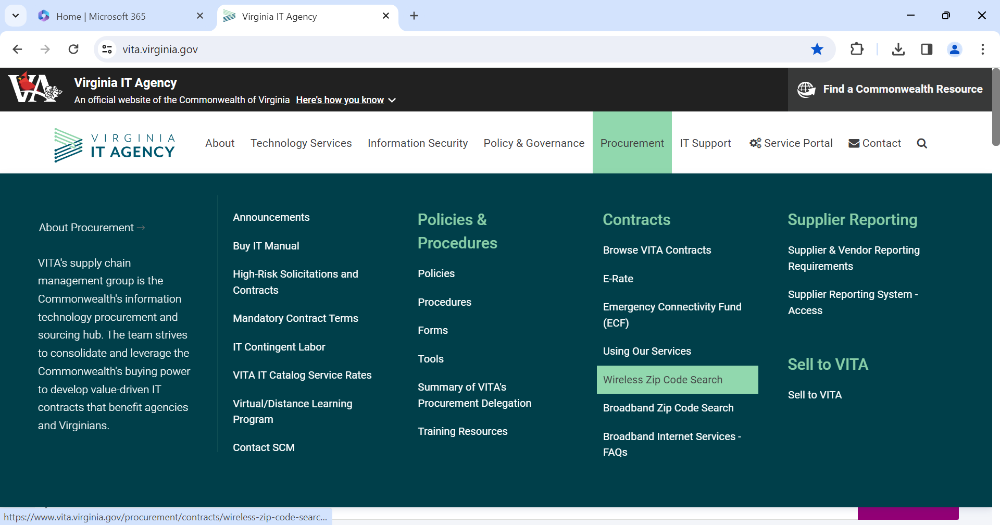 Home | Microsoft 365
Virginia IT Agency
vita.virginia.gov
VA
Virginia IT Agency
An official website of the Commonwealth of Virginia Here's how you know
Find a Commonwealth Resource
VIRGINIA
IT AGENCY
About
Technology Services
Information Security
Policy & Governance
Procurement
IT Support
Service Portal
Contact
About Procurement →
VITA's supply chain
management group is the
Commonwealth's information
technology procurement and
sourcing hub. The team strives
to consolidate and leverage the
Commonwealth's buying power
to develop value-driven IT
contracts that benefit agencies
and Virginians.
Announcements
Buy IT Manual
High-Risk Solicitations and
Contracts
Mandatory Contract Terms
IT Contingent Labor
VITA IT Catalog Service Rates
Virtual/Distance Learning
Program
Contact SCM
Policies &
Procedures
Policies
Procedures
Forms
Tools
Summary of VITA's
Procurement Delegation
Training Resources
Contracts
Browse VITA Contracts
E-Rate
Emergency Connectivity Fund
(ECF)
Using Our Services
Wireless Zip Code Search
Broadband Zip Code Search
Broadband Internet Services -
FAQs
Supplier Reporting
Supplier & Vendor Reporting
Requirements
Supplier Reporting System -
Access
Sell to VITA
Sell to VITA
https://www.vita.virginia.gov/procurement/contracts/wireless-zip-code-searc...